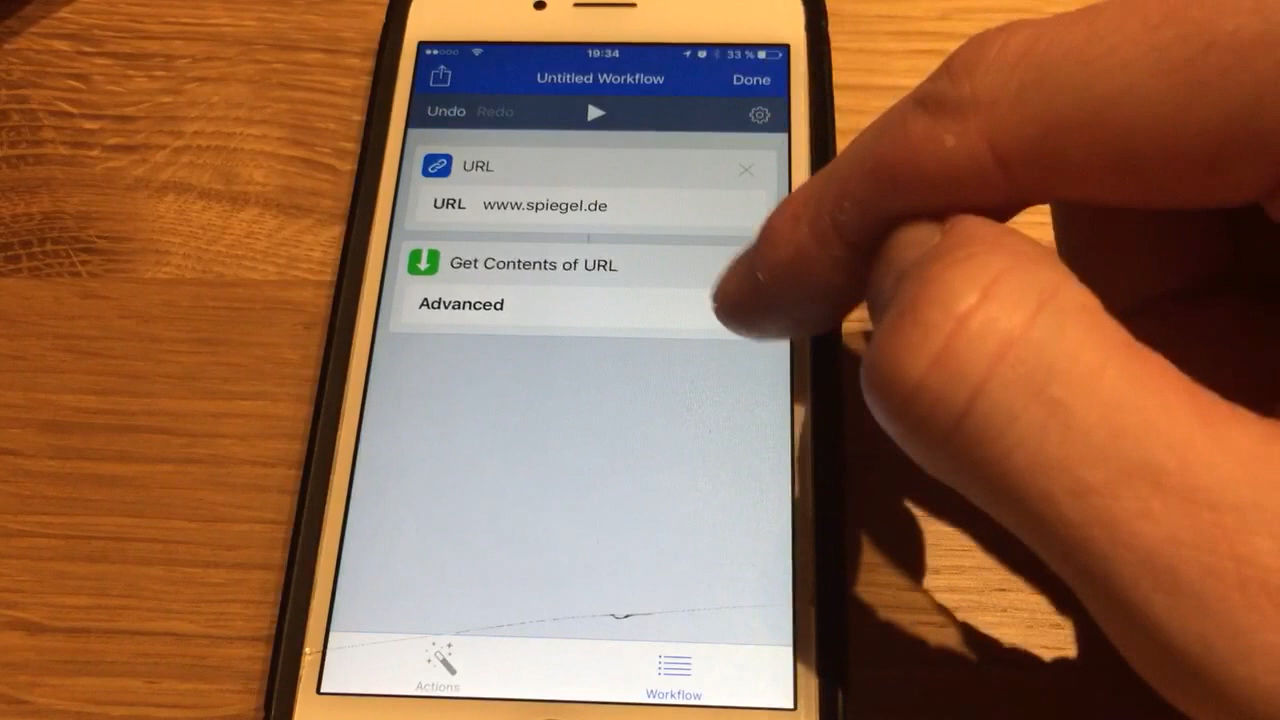 19:34
33 %
Untitled Workflow
Done
Undo Redo
URL
URL www.spiegel.de
Get Contents of URL
Advanced
Actions
Workflow